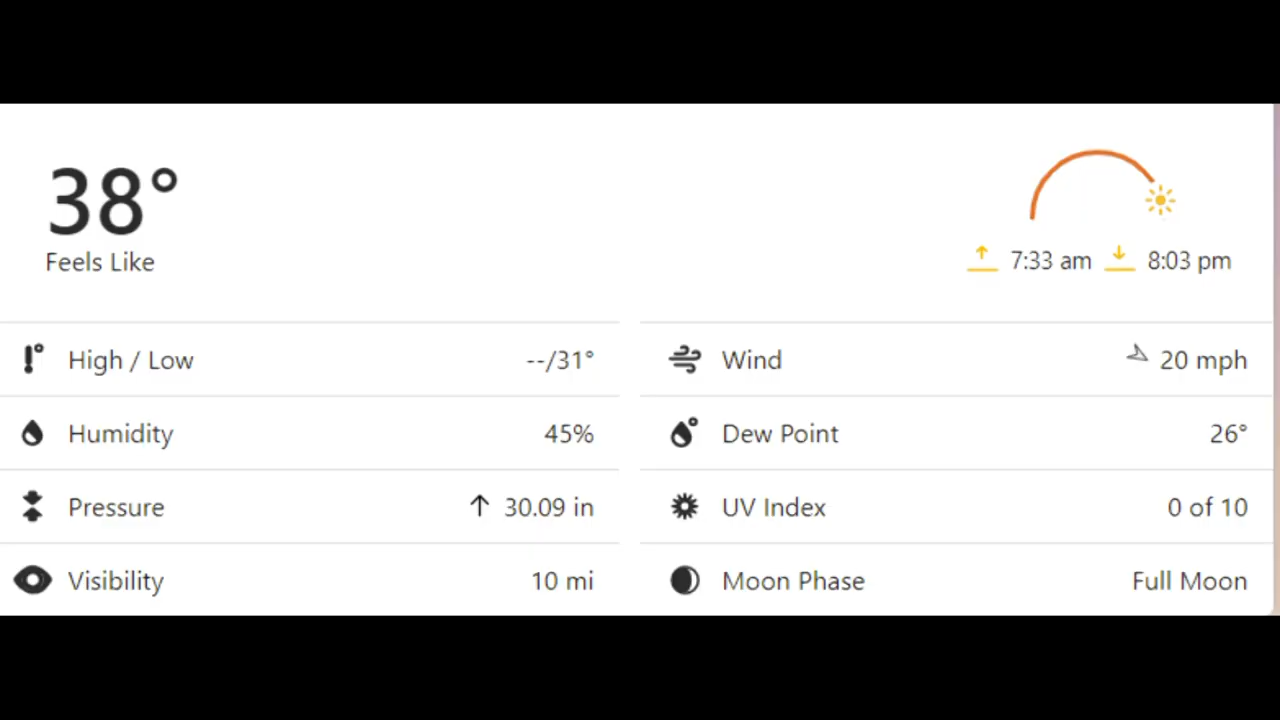 38°
Feels Like
7:33 am 8:03 pm
High / Low --/31°
Wind 20 mph
Humidity 45%
Dew Point 26°
Pressure ↑ 30.09 in
UV Index 0 of 10
Visibility 10 mi
Moon Phase Full Moon